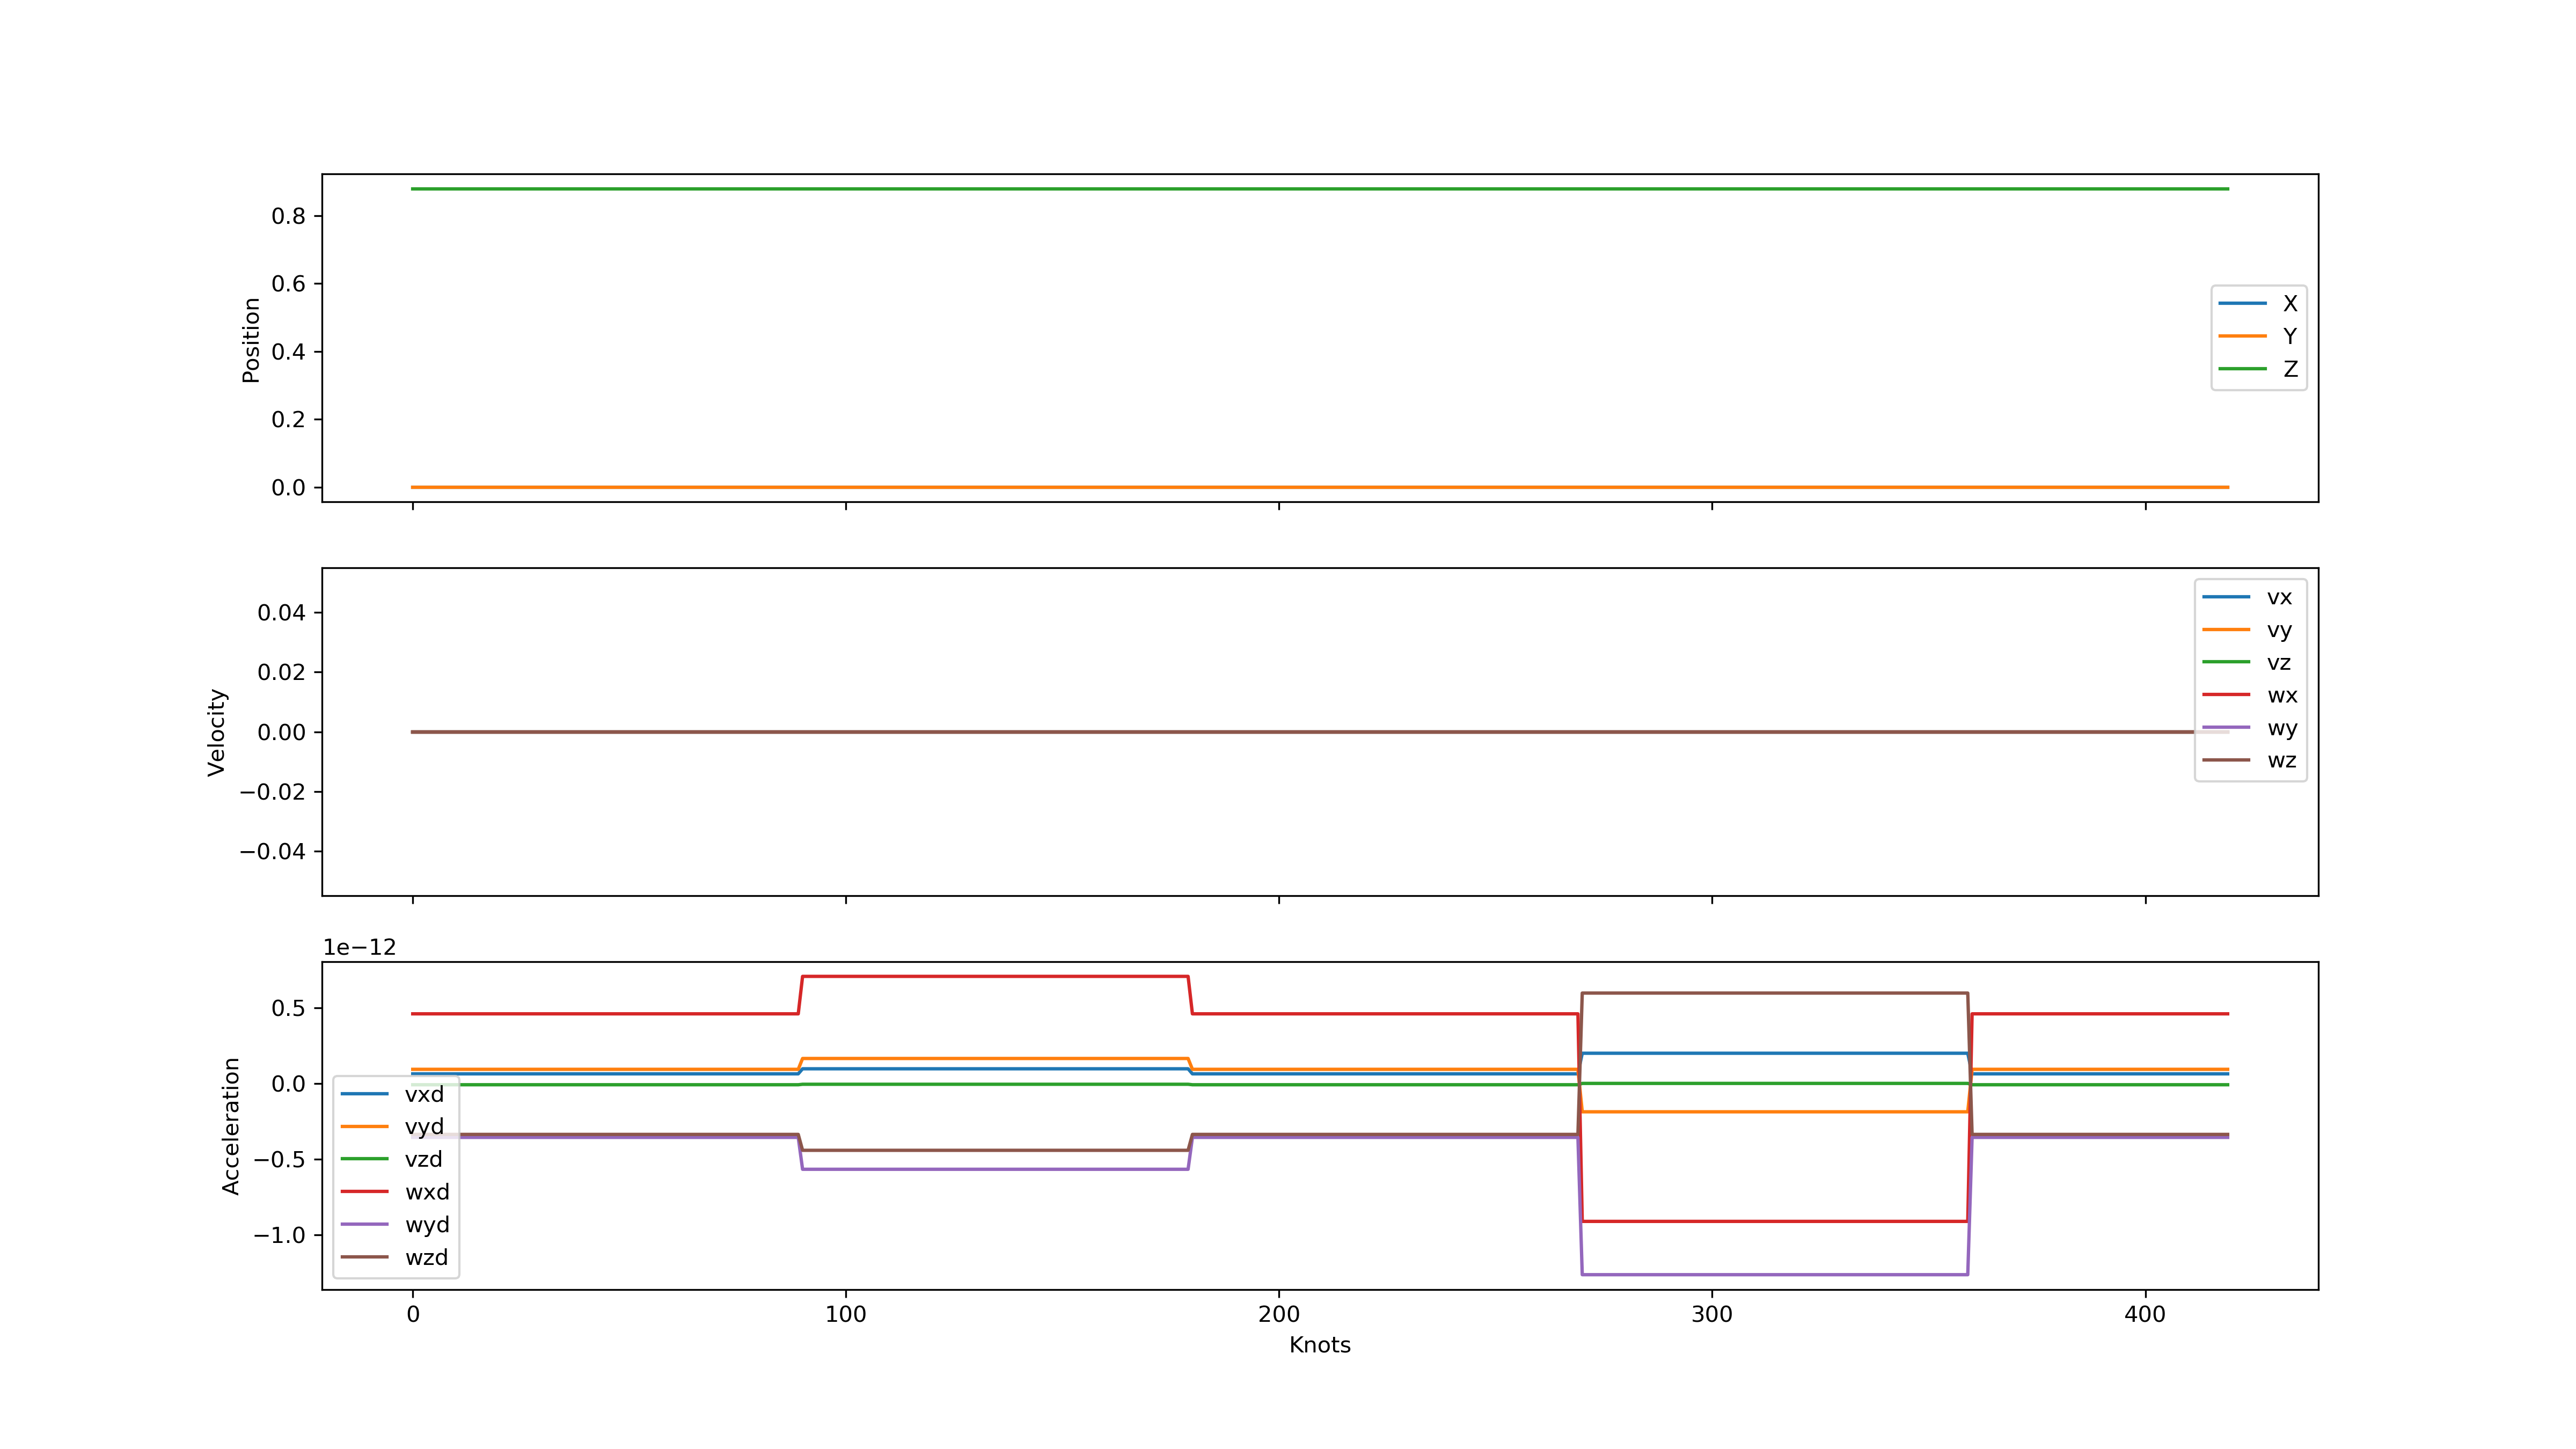 0.8
0.6
0.4
0.2
0.0
Position
X
Y
Z
0.04
0.02
0.00
−0.02
−0.04
Velocity
vx
vy
vz
wx
wy
wz
1e−12
0.5
0.0
−0.5
−1.0
Acceleration
vxd
vyd
vzd
wxd
wyd
wzd
0 100 200 300 400
Knots